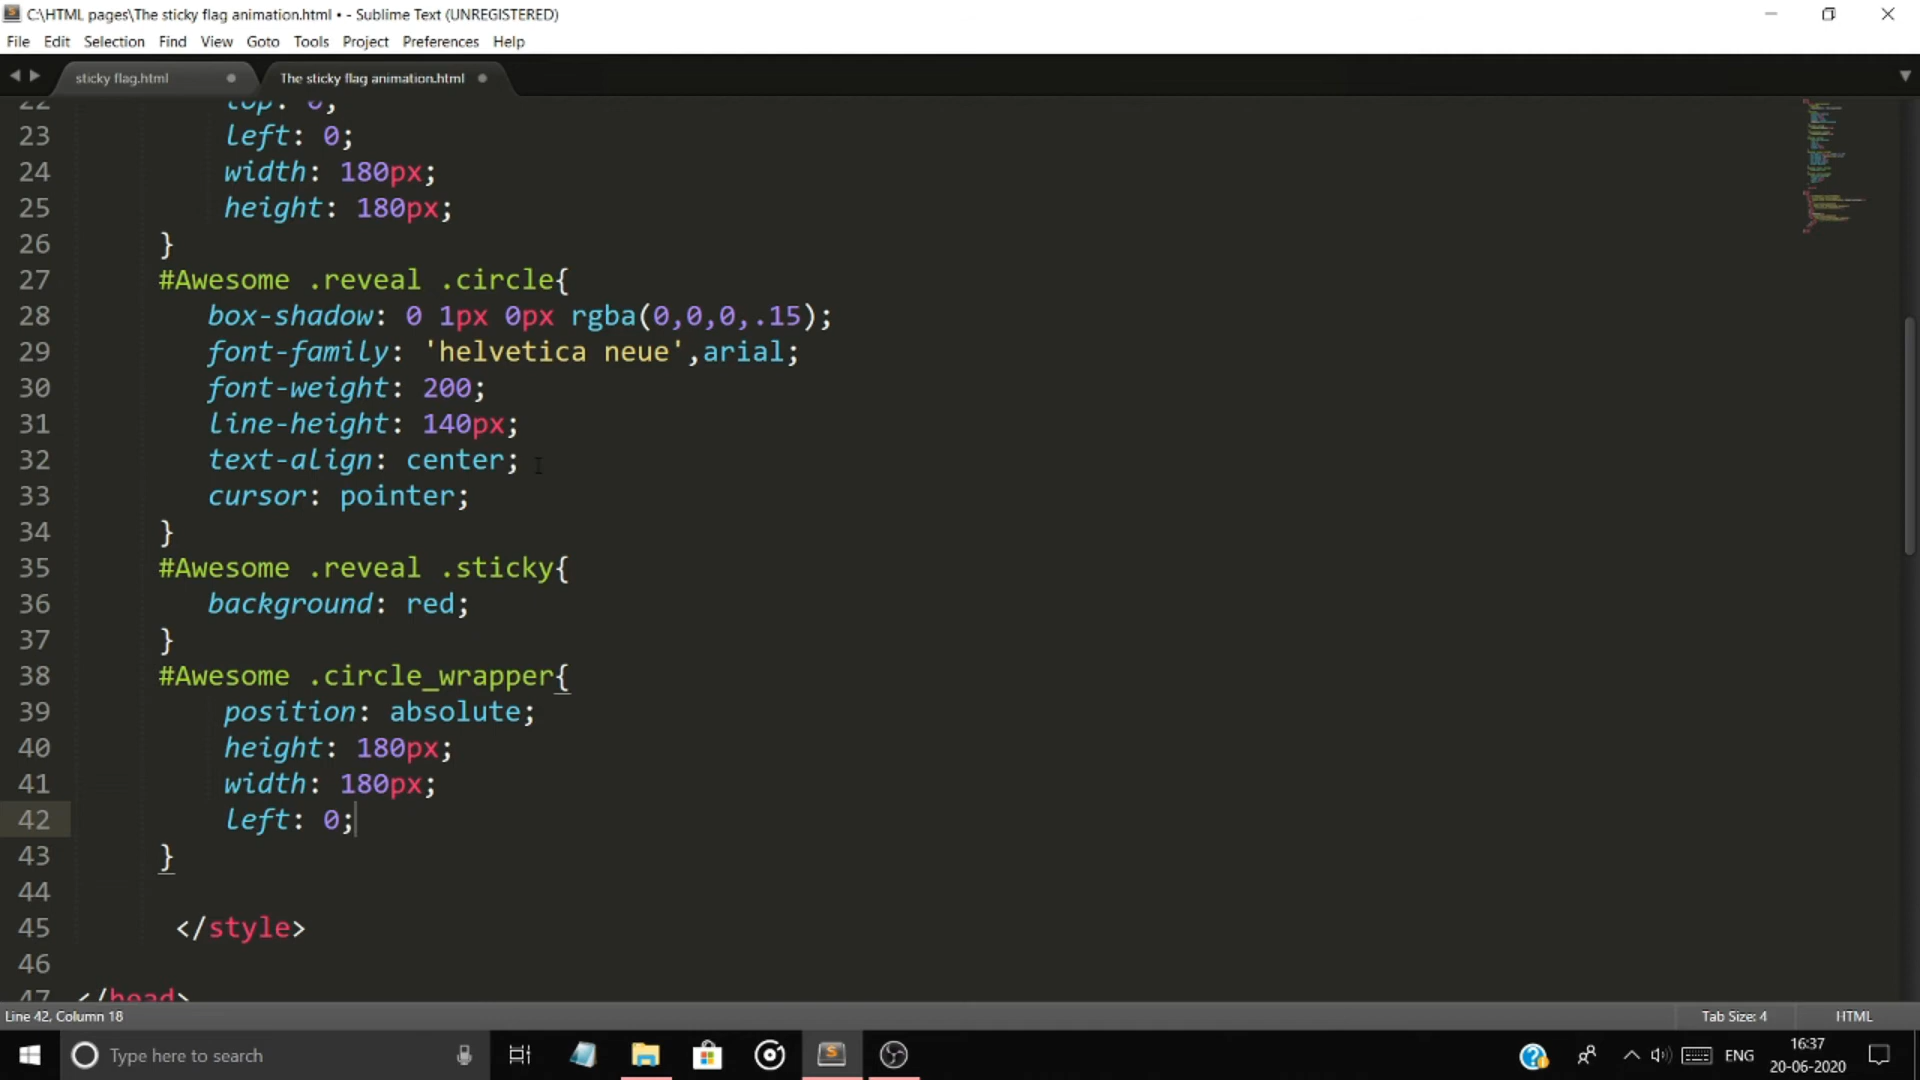 C:\HTML pages\The sticky flag animation.html • - Sublime Text (UNREGISTERED)
File Edit Selection Find View Goto Tools Project Preferences Help
sticky flag.html The sticky flag animation.html
22 top: 0;
23 left: 0;
24 width: 180px;
25 height: 180px;
26 }
27 #Awesome .reveal .circle{
28 box-shadow: 0 1px 0px rgba(0,0,0,.15);
29 font-family: 'helvetica neue',arial;
30 font-weight: 200;
31 line-height: 140px;
32 text-align: center;
33 cursor: pointer;
34 }
35 #Awesome .reveal .sticky{
36 background: red;
37 }
38 #Awesome .circle_wrapper{
39 position: absolute;
40 height: 180px;
41 width: 180px;
42 left: 0;
43 }
44
45 </style>
46
47 </head>
Line 42, Column 18 Tab Size: 4 HTML
Type here to search ENG 16:37
20-06-2020